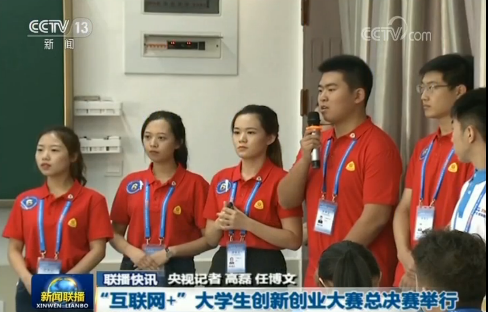 CCTV 13
新闻
CCTV.com
联播快讯 央视记者 高磊 任博文
新闻联播
XINWEN LIANBO
“互联网+”大学生创新创业大赛总决赛举行